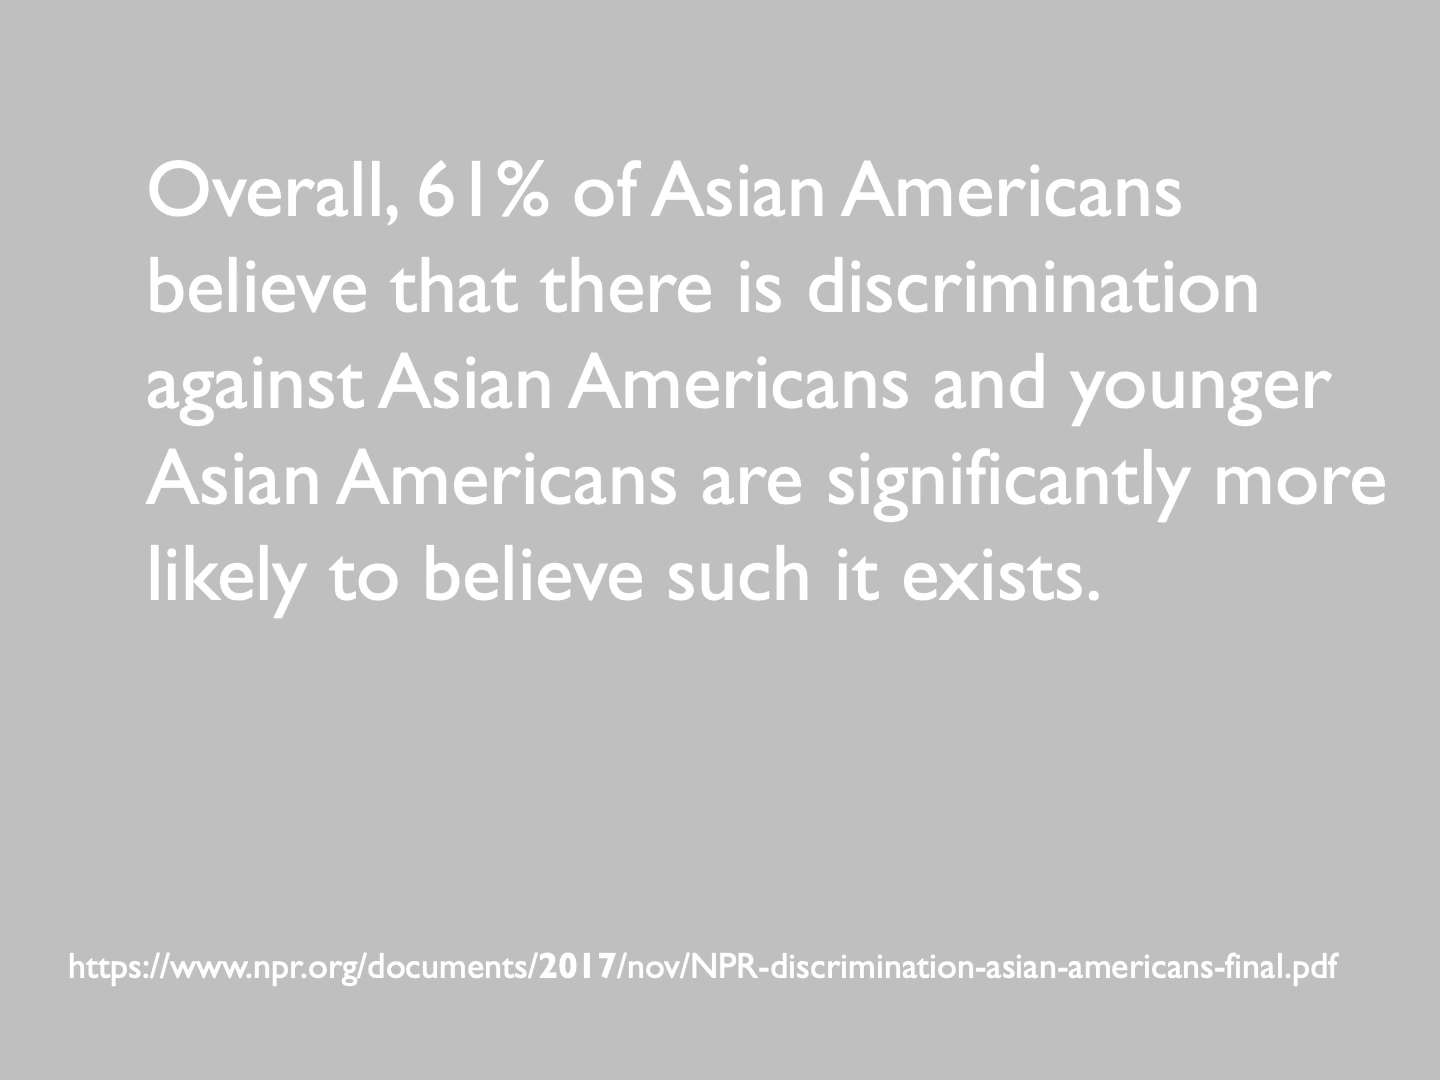 Overall, 61% of Asian Americans
believe that there is discrimination
against Asian Americans and younger
Asian Americans are significantly more
likely to believe such it exists.
https://www.npr.org/documents/2017/nov/NPR-discrimination-asian-americans-final.pdf